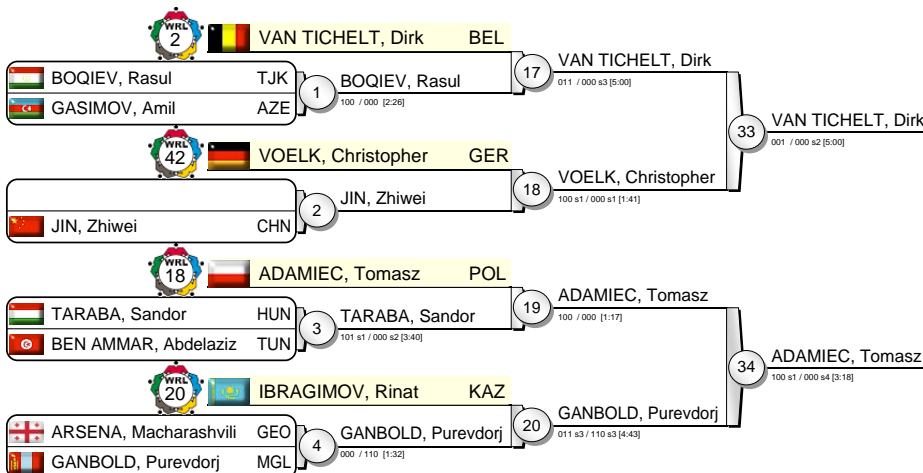 WRL
2
VAN TICHELT, Dirk BEL
BOQIEV, Rasul TJK
GASIMOV, Amil AZE
1
BOQIEV, Rasul
100 / 000 [2:26]
17
VAN TICHELT, Dirk
011 / 000 s3 [5:00]
WRL
42
VOELK, Christopher GER
JIN, Zhiwei CHN
2
JIN, Zhiwei
18
VOELK, Christopher
100 s1 / 000 s1 [1:41]
33
VAN TICHELT, Dirk
001 / 000 s2 [5:00]
WRL
18
ADAMIEC, Tomasz POL
TARABA, Sandor HUN
BEN AMMAR, Abdelaziz TUN
3
TARABA, Sandor
101 s1 / 000 s2 [3:40]
19
ADAMIEC, Tomasz
100 / 000 [1:17]
WRL
20
IBRAGIMOV, Rinat KAZ
ARSENA, Macharashvili GEO
GANBOLD, Purevdorj MGL
4
GANBOLD, Purevdorj
000 / 110 [1:32]
20
GANBOLD, Purevdorj
011 s3 / 110 s3 [4:43]
34
ADAMIEC, Tomasz
100 s1 / 000 s4 [3:18]